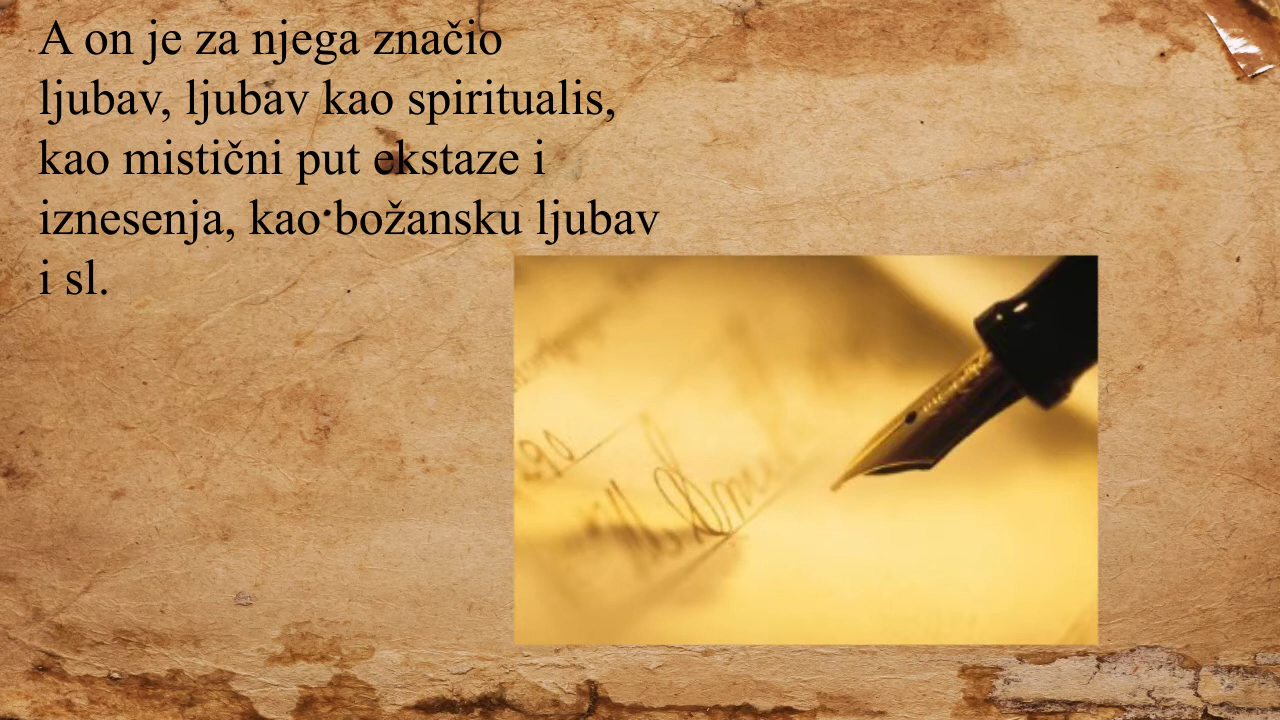 A on je za njega značio
ljubav, ljubav kao spiritualis,
kao mistični put ekstaze i
iznesenja, kao božansku ljubav
i sl.